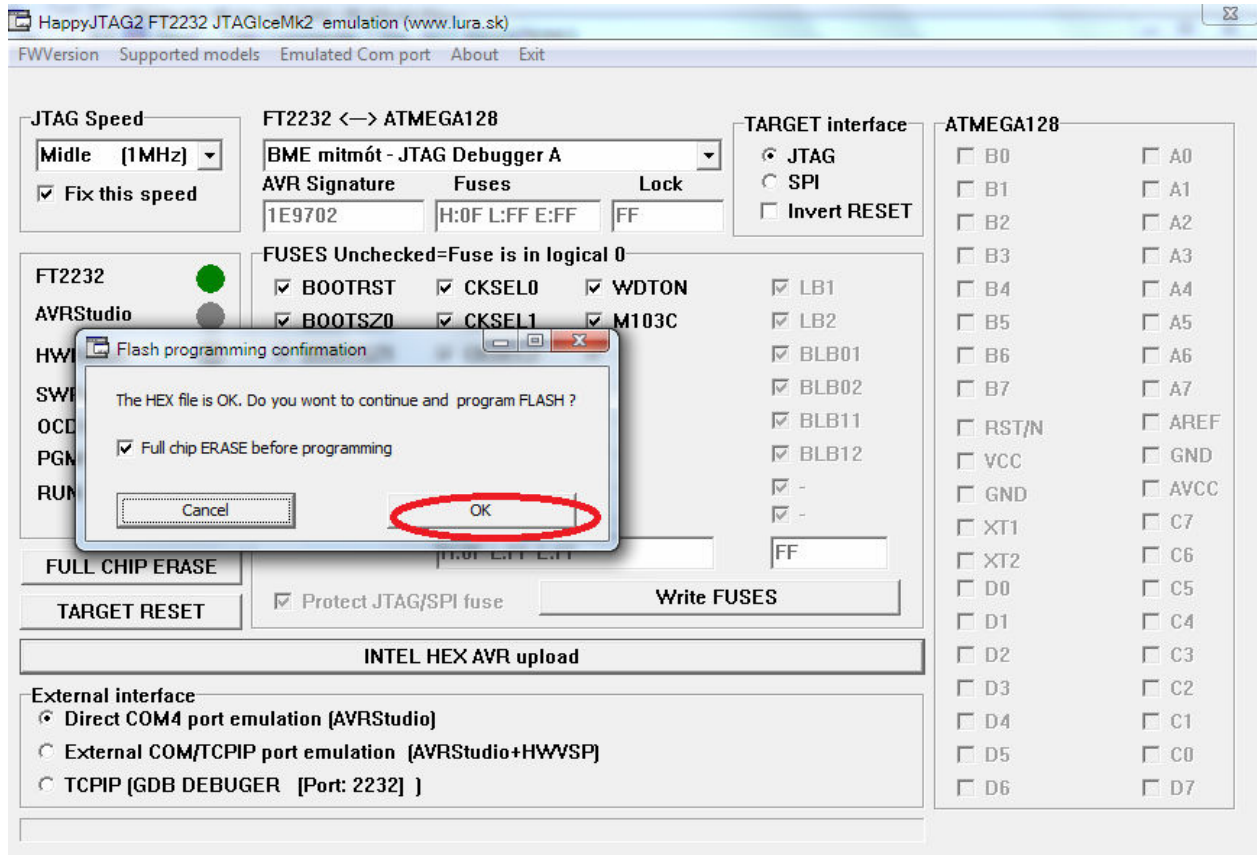 HappyJTAG2 FT2232 JTAGIceMk2 emulation (www.lura.sk)
FWVersion Supported models Emulated Com port About Exit
JTAG Speed
Midle (1MHz)
Fix this speed
FT2232 <—> ATMEGA128
BME mitmót - JTAG Debugger A
AVR Signature Fuses Lock
1E9702 H:0F L:FF E:FF FF
TARGET interface
JTAG
SPI
Invert RESET
FT2232
AVRStudio
FUSES Unchecked=Fuse is in logical 0
BOOTRST CKSEL0 WDTON LB1
BOOTSZ0 CKSEL1 M103C LB2
BLB01
BLB02
BLB11
BLB12
-
-
Flash programming confirmation
The HEX file is OK. Do you wont to continue and program FLASH ?
Full chip ERASE before programming
Cancel OK
H:0F L:FF E:FF FF
FULL CHIP ERASE
TARGET RESET
Protect JTAG/SPI fuse Write FUSES
INTEL HEX AVR upload
External interface
Direct COM4 port emulation (AVRStudio)
External COM/TCPIP port emulation (AVRStudio+HWVSP)
TCPIP (GDB DEBUGER [Port: 2232] )
ATMEGA128
B0 A0
B1 A1
B2 A2
B3 A3
B4 A4
B5 A5
B6 A6
B7 A7
RST/N AREF
VCC GND
GND AVCC
XT1 C7
XT2 C6
D0 C5
D1 C4
D2 C3
D3 C2
D4 C1
D5 C0
D6 D7